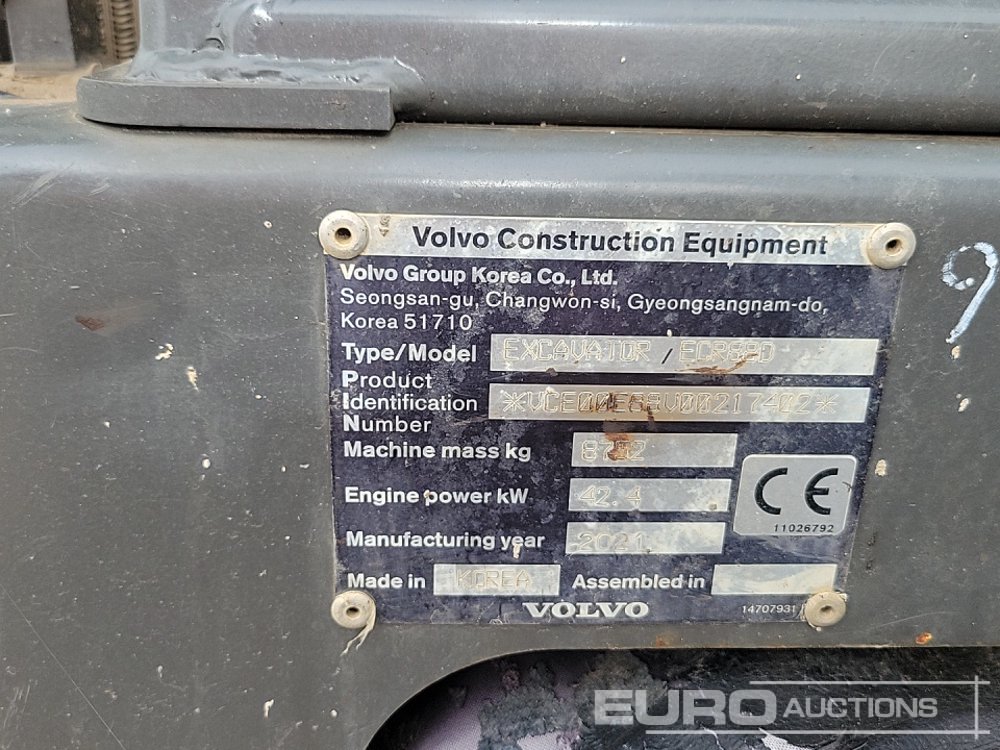 Volvo Construction Equipment
Volvo Group Korea Co., Ltd.
Seongsan-gu, Changwon-si, Gyeongsangnam-do,
Korea 51710
Type/Model EXCAVATOR / ECR88D
Product
Identification *VCE00E88V00217402*
Number
Machine mass kg
Engine power kW 42.4
CE
11026792
Manufacturing year 2021
Made in KOREA Assembled in
VOLVO 14707931
9
EURO AUCTIONS